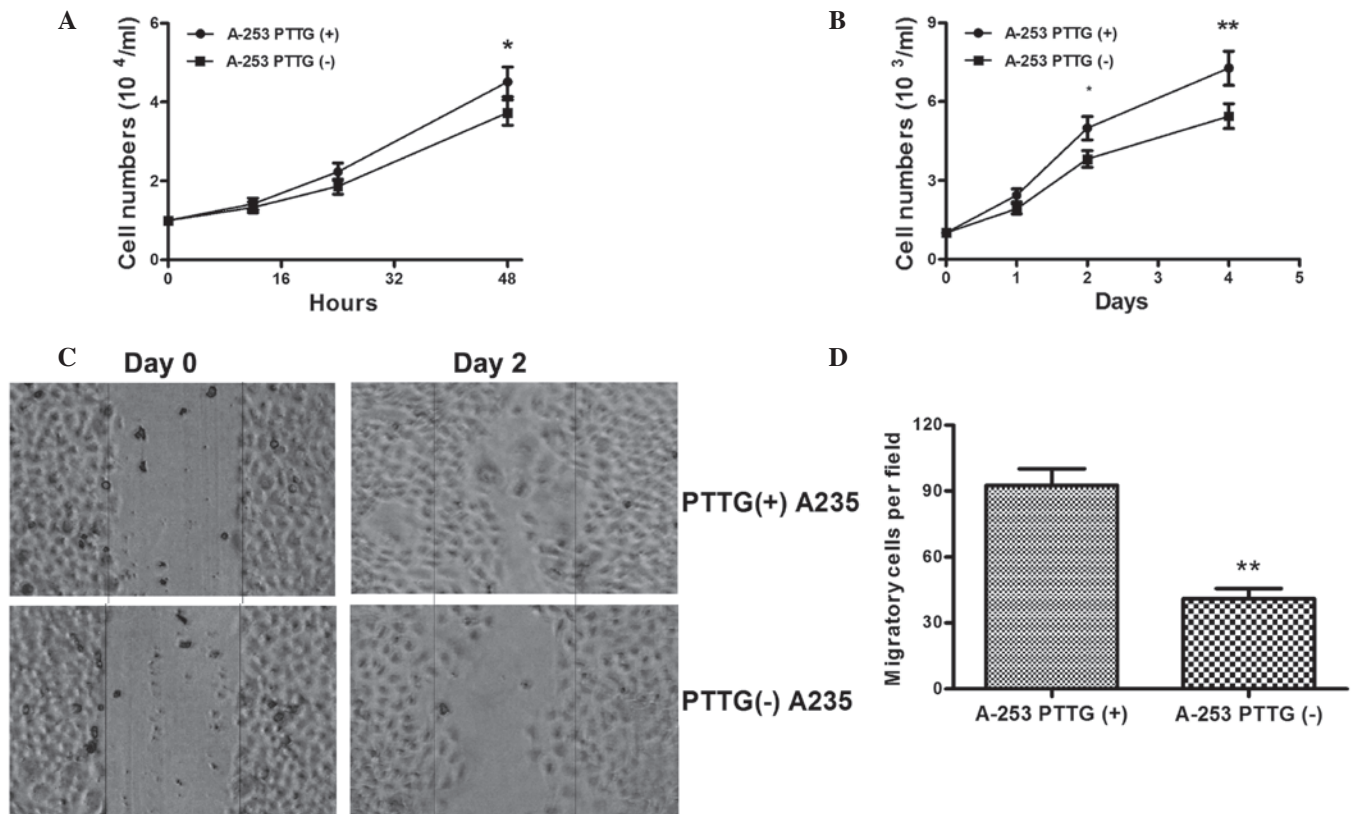 A
A-253 PTTG (+)
A-253 PTTG (-)
*
Cell numbers (10 4/ml)
6
4
2
0
0 16 32 48
Hours
B
A-253 PTTG (+)
A-253 PTTG (-)
*
**
Cell numbers (10 3/ml)
9
6
3
0
0 1 2 3 4 5
Days
C
Day 0 Day 2
PTTG(+) A235
PTTG(-) A235
D
Migratory cells per field
120
90
60
30
0
**
A-253 PTTG (+) A-253 PTTG (-)